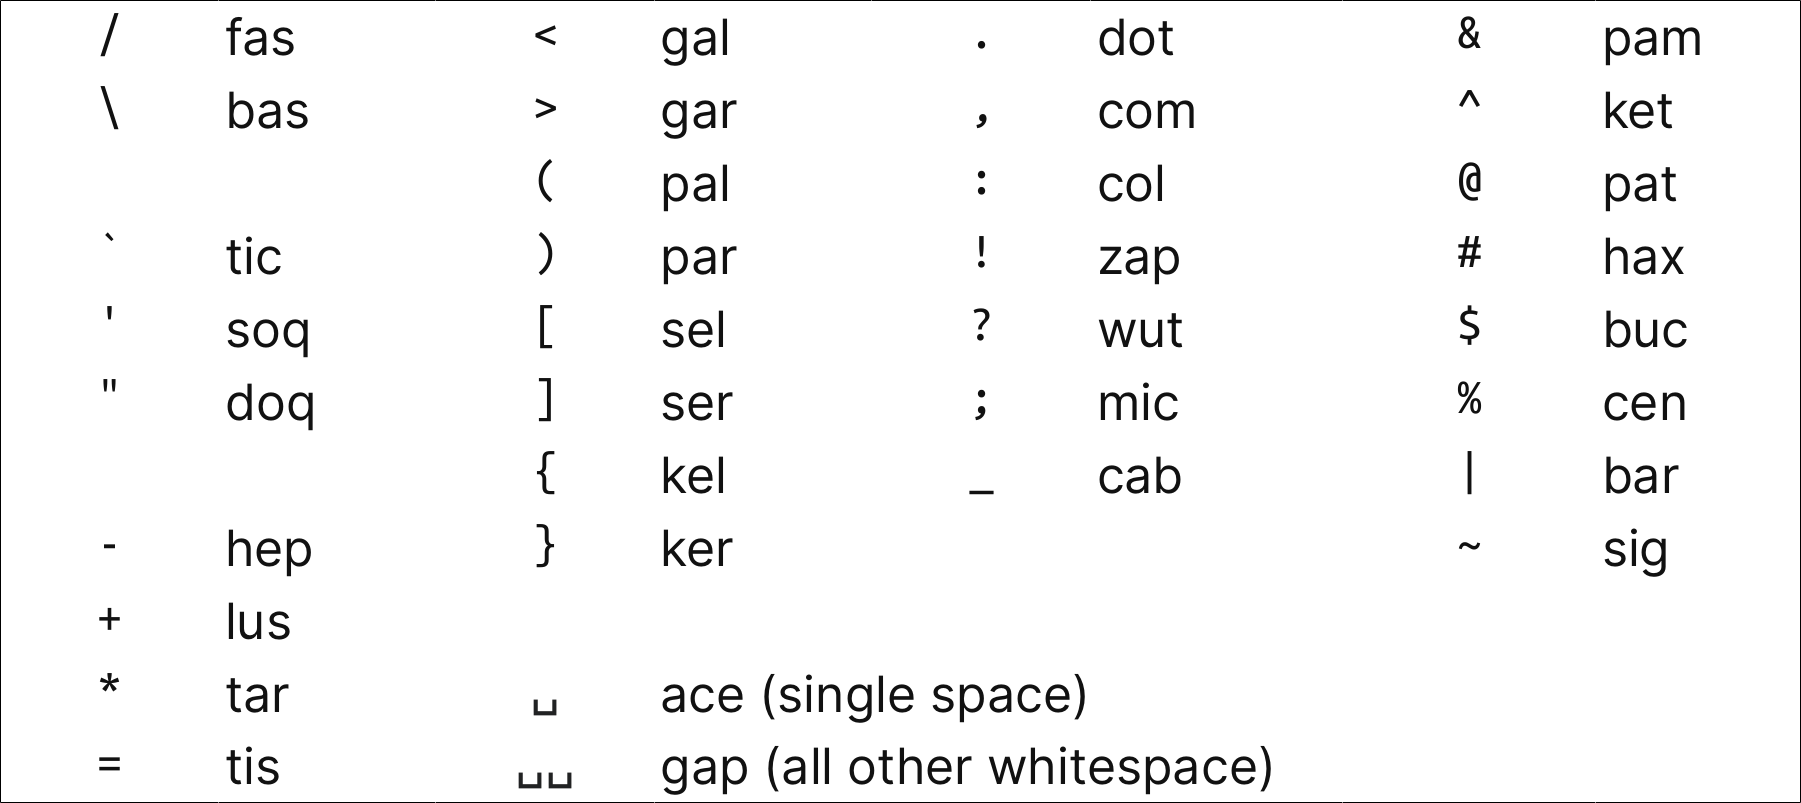 / fas < gal . dot & pam
\ bas > gar , com ^ ket
( pal : col @ pat
` tic ) par ! zap # hax
' soq [ sel ? wut $ buc
" doq ] ser ; mic % cen
{ kel _ cab | bar
- hep } ker ~ sig
+ lus
* tar ␣ ace (single space)
= tis ␣␣ gap (all other whitespace)